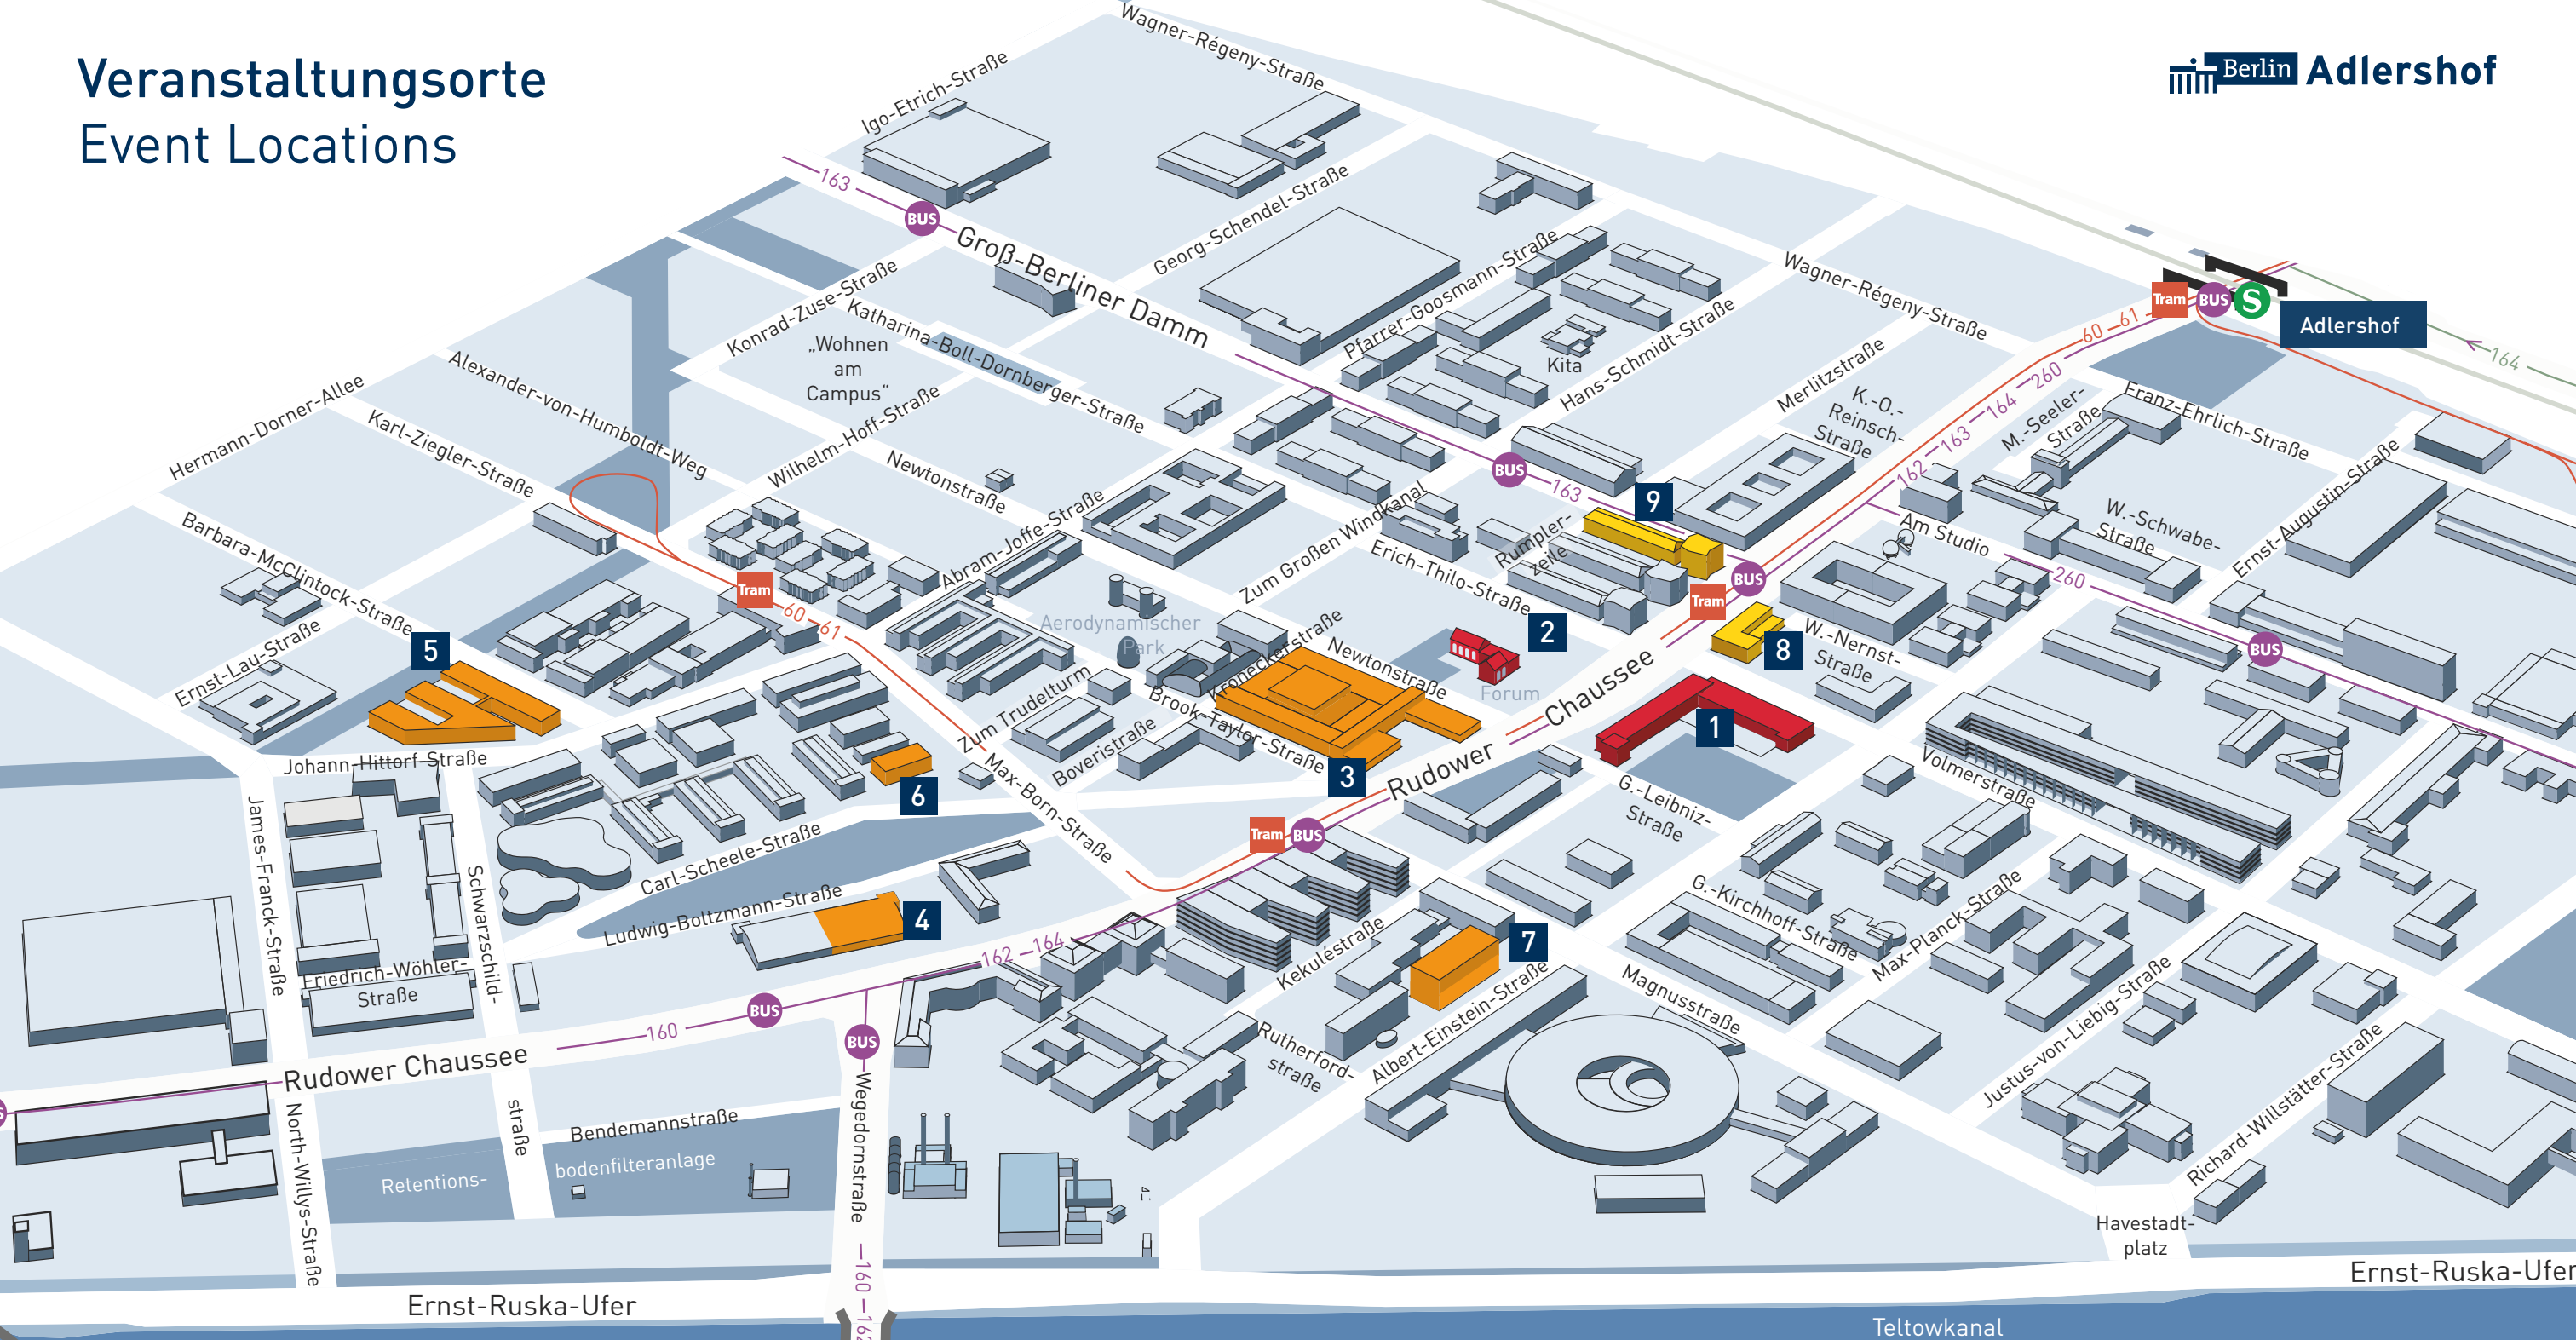 Veranstaltungsorte
Event Locations
Berlin Adlershof
Wagner-Régeny-Straße
Igo-Etrich-Straße
163
BUS
Groß-Berliner Damm
Georg-Schendel-Straße
Konrad-Zuse-Straße
Katharina-Boll-Dornberger-Straße
„Wohnen
am
Campus“
Pfarrer-Goosmann-Straße
Kita
Hans-Schmidt-Straße
Wagner-Régeny-Straße
Merlitzstraße
K.-O.-
Reinsch-
Straße
Tram
BUS
S
Adlershof
60
61
260
164
163
162
164
M.-Seeler-
Straße
Franz-Ehrlich-Straße
Ernst-Augustin-Straße
W.-Schwabe-
Straße
Am Studio
260
BUS
Alexander-von-Humboldt-Weg
Hermann-Dorner-Allee
Karl-Ziegler-Straße
Wilhelm-Hoff-Straße
Newtonstraße
Abram-Joffe-Straße
BUS
163
9
Zum Großen Windkanal
Rumpler-
zeile
Erich-Thilo-Straße
BUS
Tram
Barbara-McClintock-Straße
Tram
60
61
Aerodynamischer
Park
Kroneckerstraße
Newtonstraße
2
Forum
8
W.-Nernst-
Straße
Ernst-Lau-Straße
5
Zum Trudelturm
Brook-Taylor-Straße
Boveristraße
3
Rudower
Chaussee
1
G.-Leibniz-
Straße
Volmerstraße
Johann-Hittorf-Straße
6
Max-Born-Straße
Tram
BUS
James-Franck-Straße
Schwarzschild-
straße
Carl-Scheele-Straße
Ludwig-Boltzmann-Straße
4
162
164
Kekuléstraße
7
G.-Kirchhoff-Straße
Max-Planck-Straße
Friedrich-Wöhler-
Straße
Magnusstraße
Albert-Einstein-Straße
Rutherford-
straße
Justus-von-Liebig-Straße
Richard-Willstätter-Straße
Rudower Chaussee
160
BUS
BUS
North-Willys-Straße
Bendemannstraße
Retentions-
bodenfilteranlage
Wegedornstraße
160
162
Havestadt-
platz
Ernst-Ruska-Ufer
Ernst-Ruska-Ufer
Teltowkanal